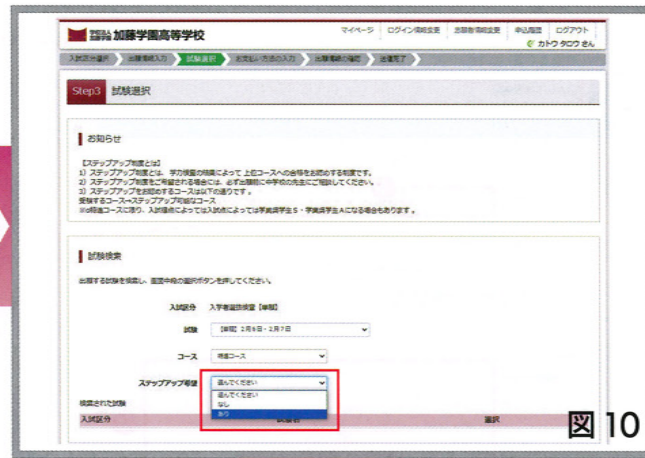 加藤学園高等学校
マイページ ログイン情報変更 志願者情報変更 申込履歴 ログアウト
カトウ タロウ さん
入試区分選択 出願情報入力 試験選択 お支払い方法の入力 出願情報の確認 送信完了
Step3 試験選択
お知らせ
【ステップアップ制度とは】
1）ステップアップ制度とは、学力検査の結果によって 上位コースへの合格をお認めする制度です。
2）ステップアップ制度をご希望される場合には、必ず出願前に中学校の先生にご相談してください。
3）ステップアップをお認めするコースは以下の通りです。
受験するコース→ステップアップ可能なコース
試験検索
出願する試験を検索し、画面中段の選択ボタンを押してください。
入試区分 入学者選抜検査【単願】
試験 【単願】2月6日・2月7日
コース 特進コース
ステップアップ希望 選んでください
選んでください
検索された試験 なし
あり
入試区分 選択
図10